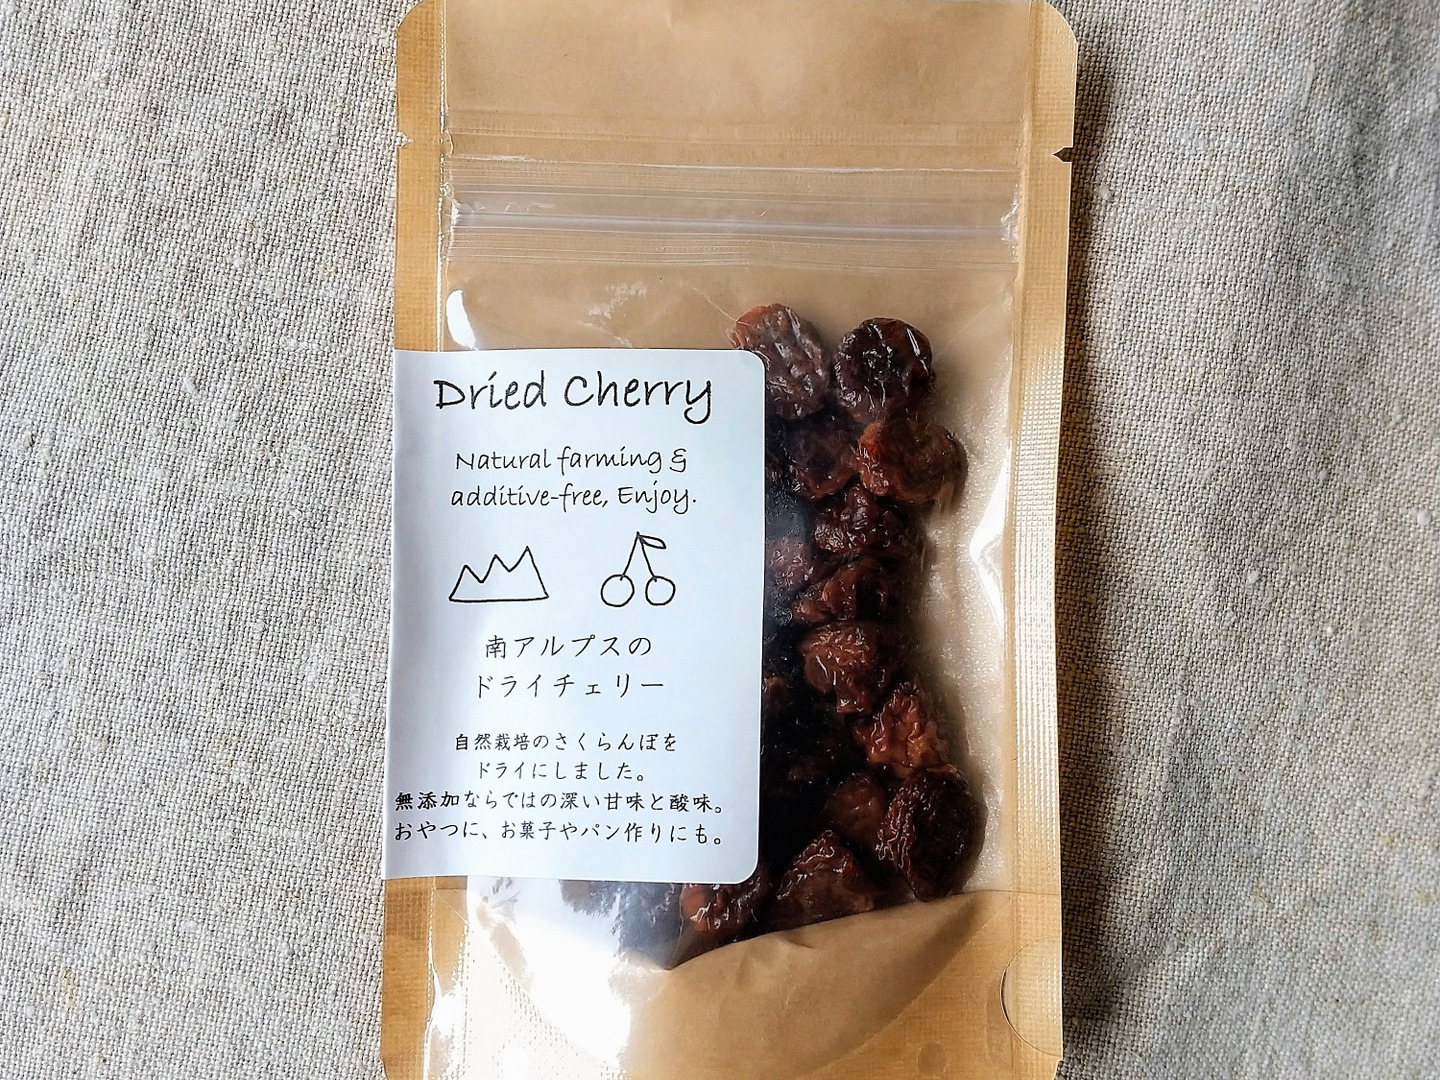 Dried Cherry
Natural farming &
additive-free, Enjoy.
南アルプスの
ドライチェリー
自然栽培のさくらんぼを
ドライにしました。
無添加ならではの深い甘味と酸味。
おやつに、お菓子やパン作りにも。